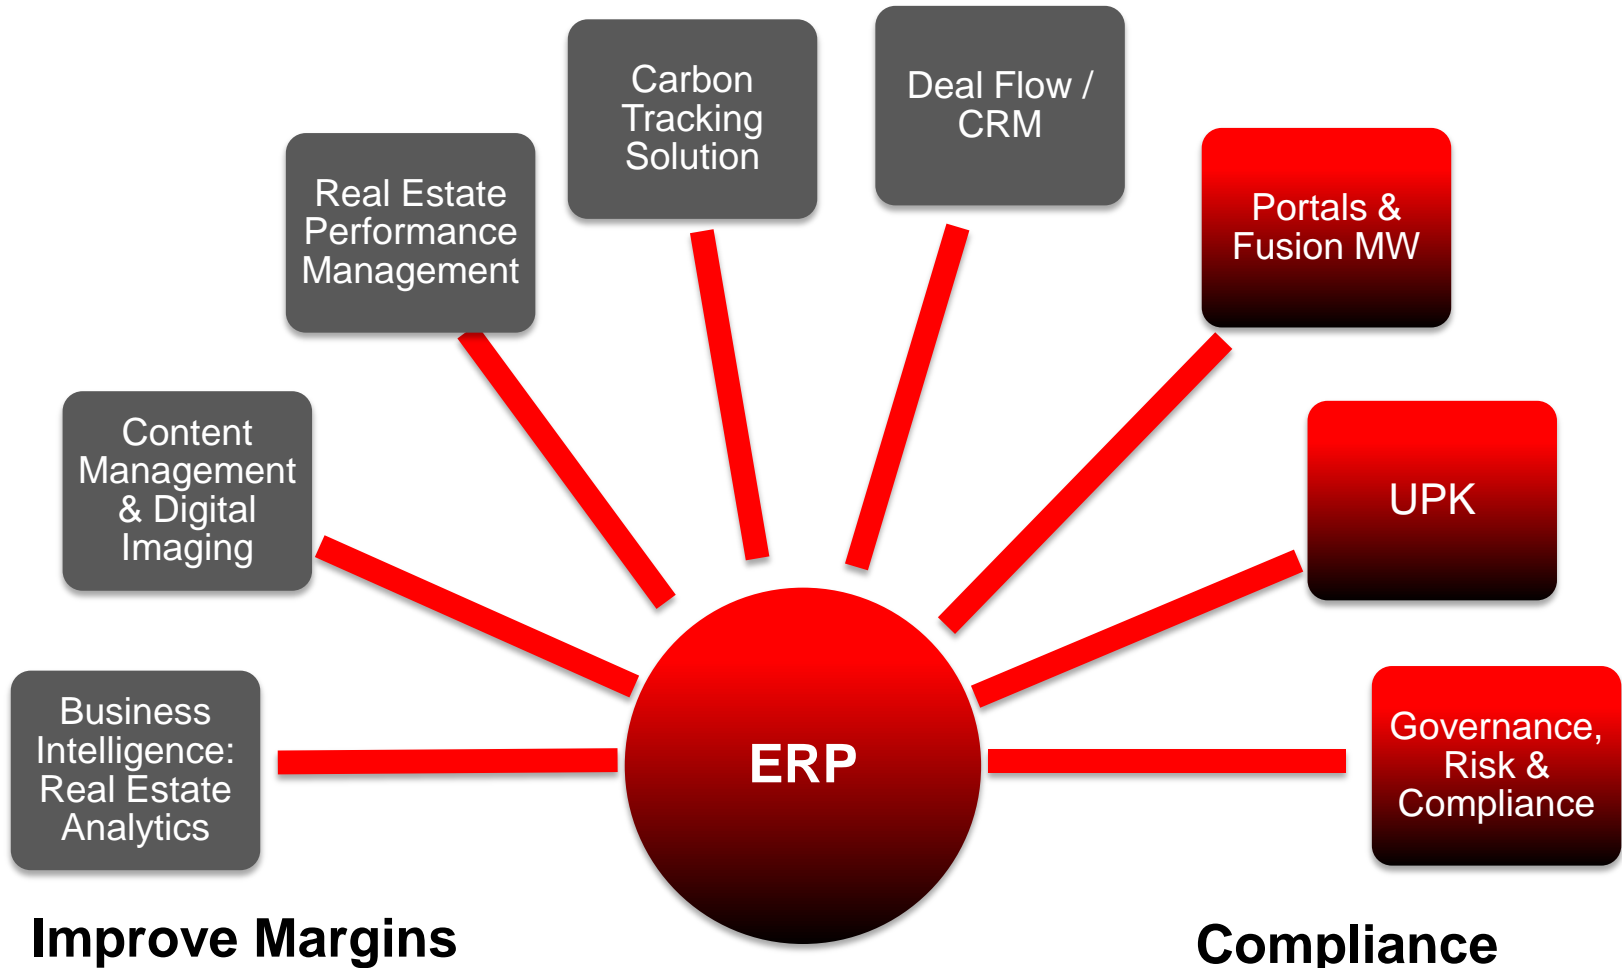 Carbon
Tracking
Solution
Deal Flow /
CRM
Real Estate
Performance
Management
Portals &
Fusion MW
Content
Management
& Digital
Imaging
UPK
Business
Intelligence:
Real Estate
Analytics
ERP
Governance,
Risk &
Compliance
Improve Margins
Compliance